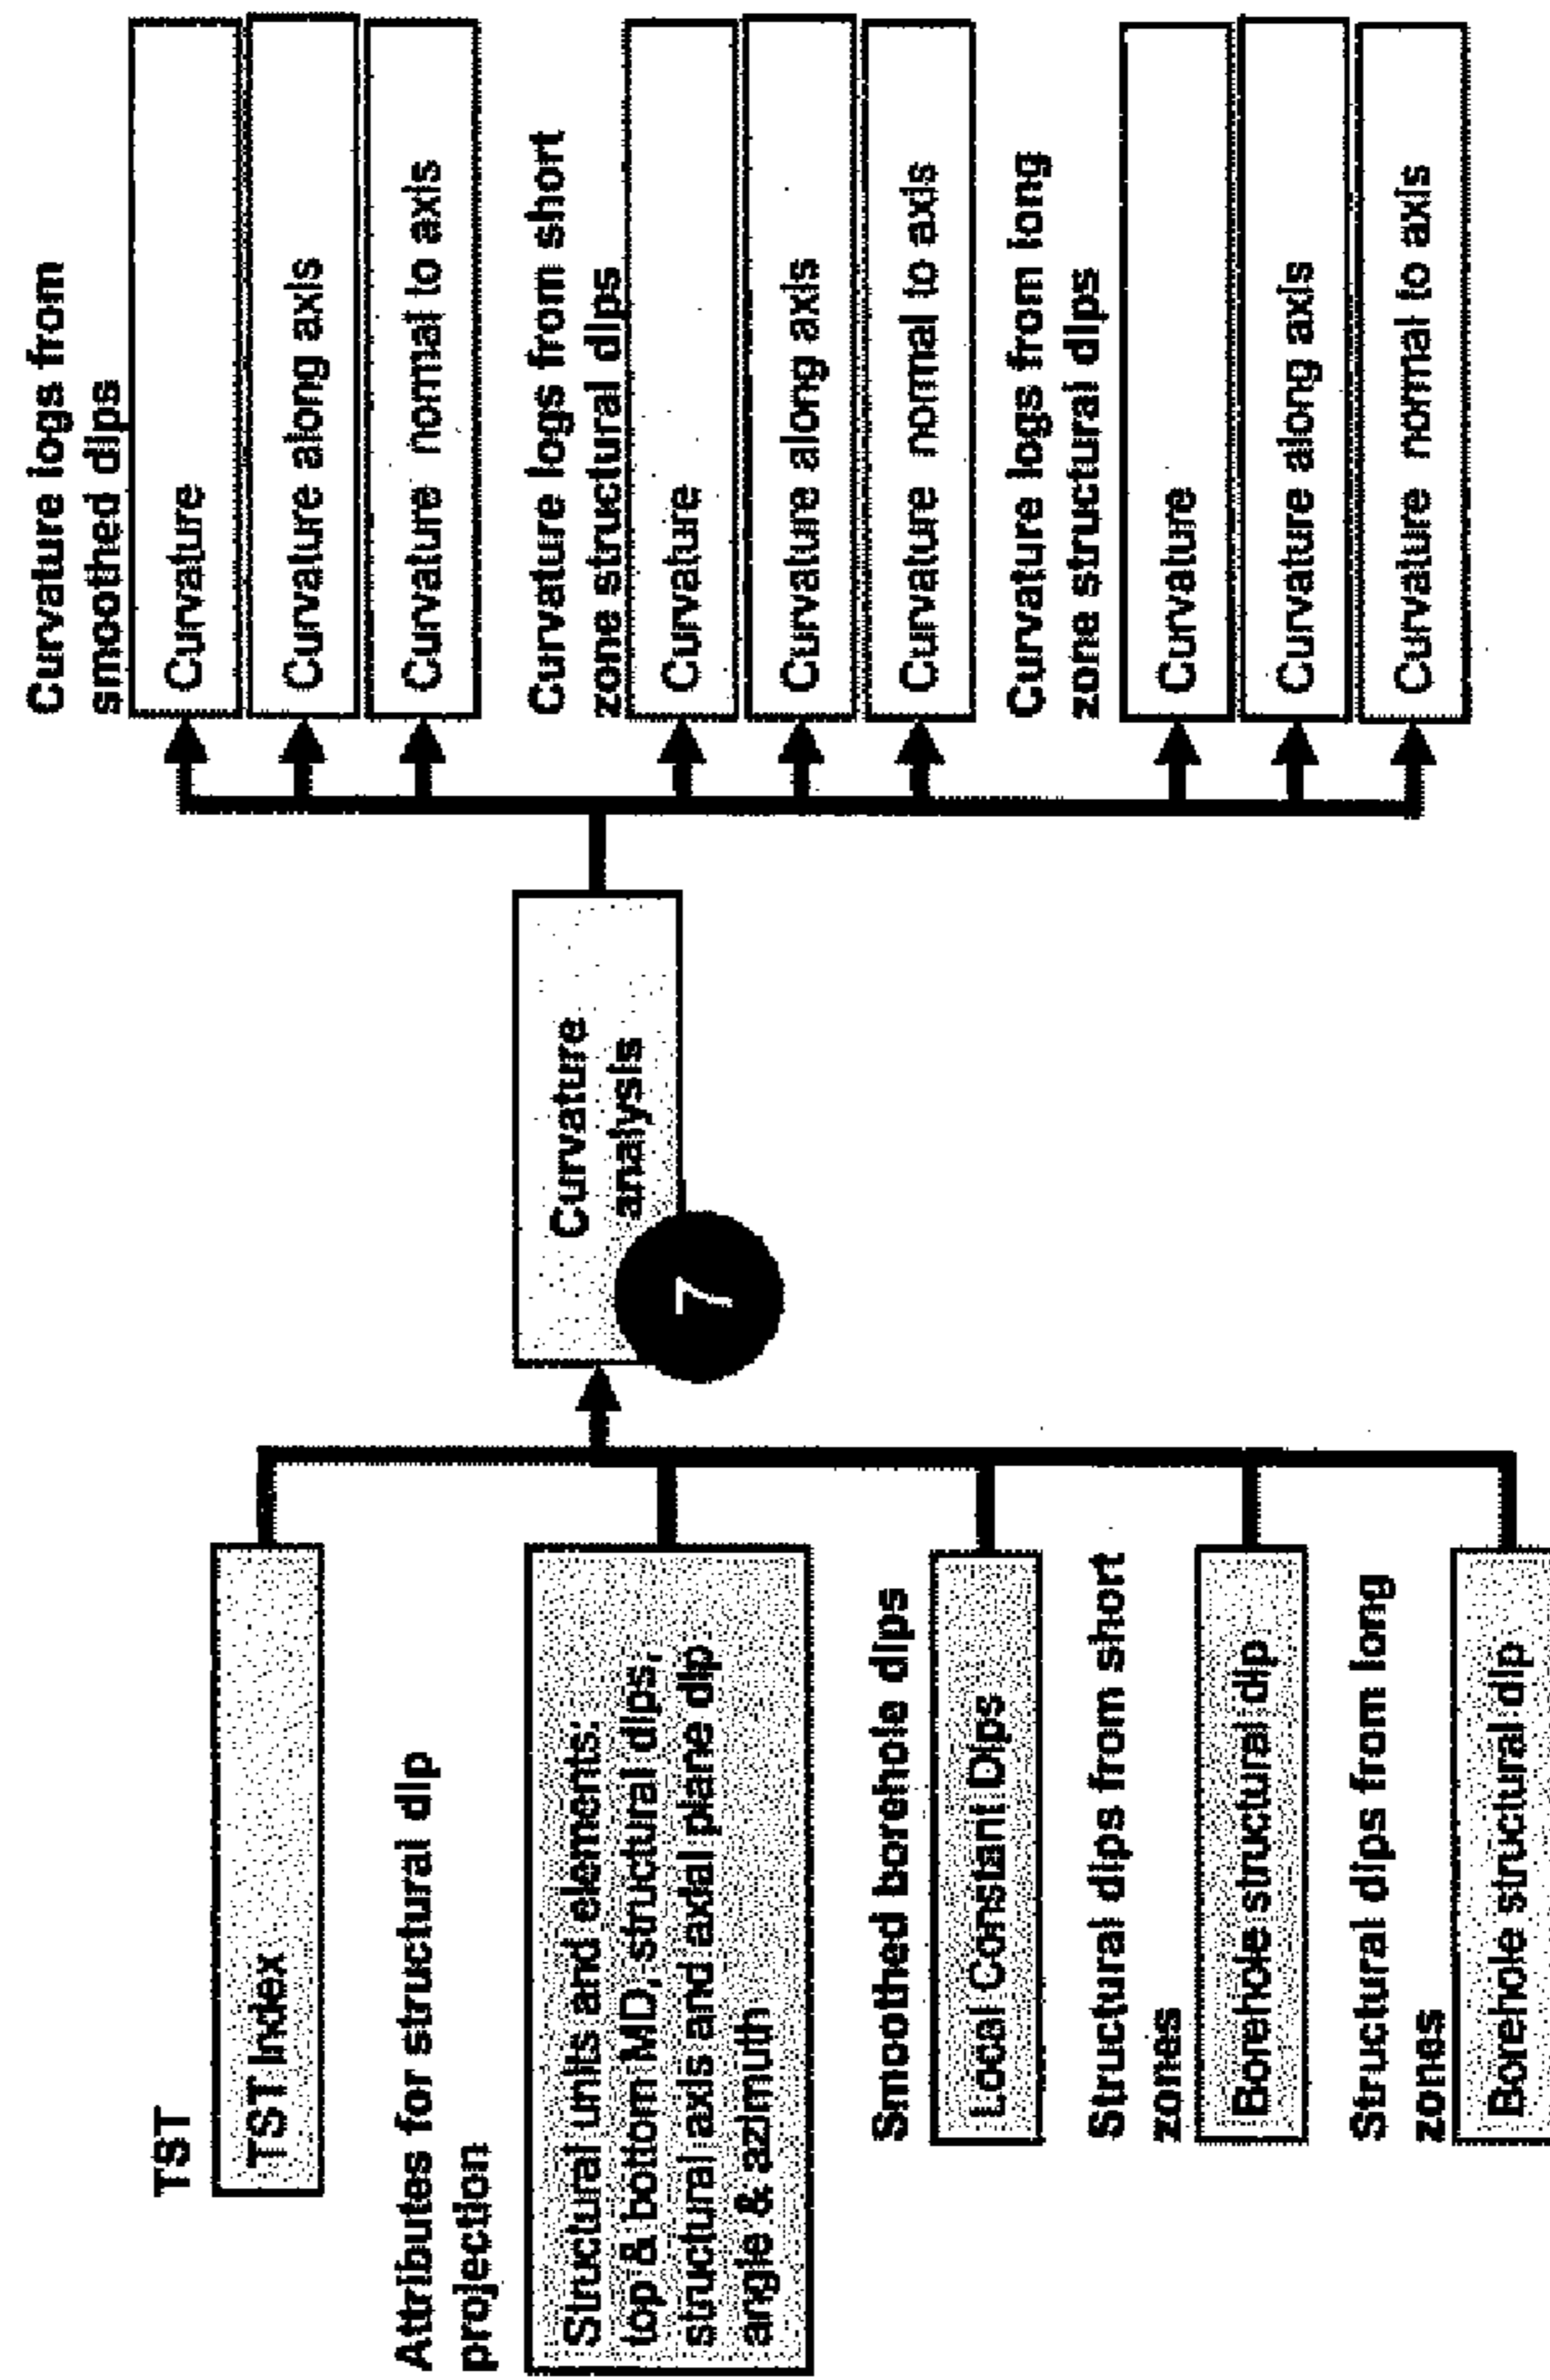 TST
TST Index
Attributes for structural dip
projection
Structural units and elements:
top & bottom MD, structural dips,
structural axis and axial plane dip
angle & azimuth
Smoothed borehole dips
Local Constant Dips
Structural dips from short
zones
Borehole structural dip
Structural dips from long
zones
Borehole structural dip
Curvature
analysis
7
Curvature logs from
smoothed dips
Curvature
Curvature along axis
Curvature normal to axis
Curvature logs from short
zone structural dips
Curvature
Curvature along axis
Curvature normal to axis
Curvature logs from long
zone structural dips
Curvature
Curvature along axis
Curvature normal to axis